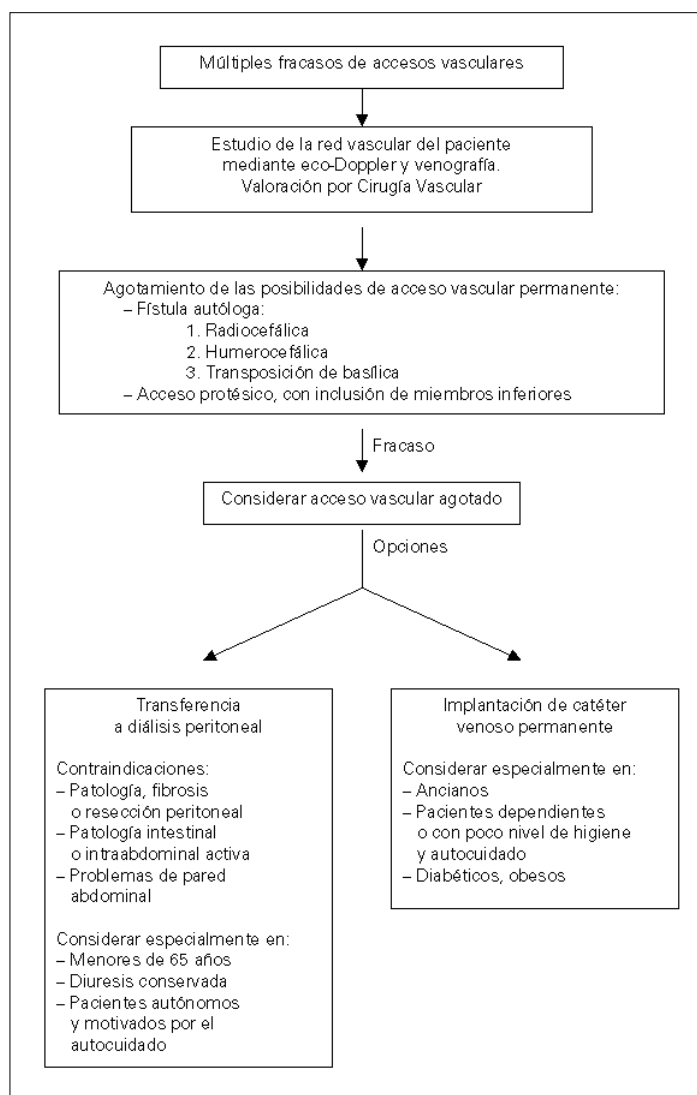 Múltiples fracasos de accesos vasculares
Estudio de la red vascular del paciente
mediante eco-Doppler y venografía.
Valoración por Cirugía Vascular
Agotamiento de las posibilidades de acceso vascular permanente:
– Fístula autóloga:
1. Radiocefálica
2. Humerocefálica
3. Transposición de basílica
– Acceso protésico, con inclusión de miembros inferiores
Fracaso
Considerar acceso vascular agotado
Opciones
Transferencia
a diálisis peritoneal
Contraindicaciones:
– Patología, fibrosis
o resección peritoneal
– Patología intestinal
o intraabdominal activa
– Problemas de pared
abdominal
Considerar especialmente en:
– Menores de 65 años
– Diuresis conservada
– Pacientes autónomos
y motivados por el
autocuidado
Implantación de catéter
venoso permanente
Considerar especialmente en:
– Ancianos
– Pacientes dependientes
o con poco nivel de higiene
y autocuidado
– Diabéticos, obesos